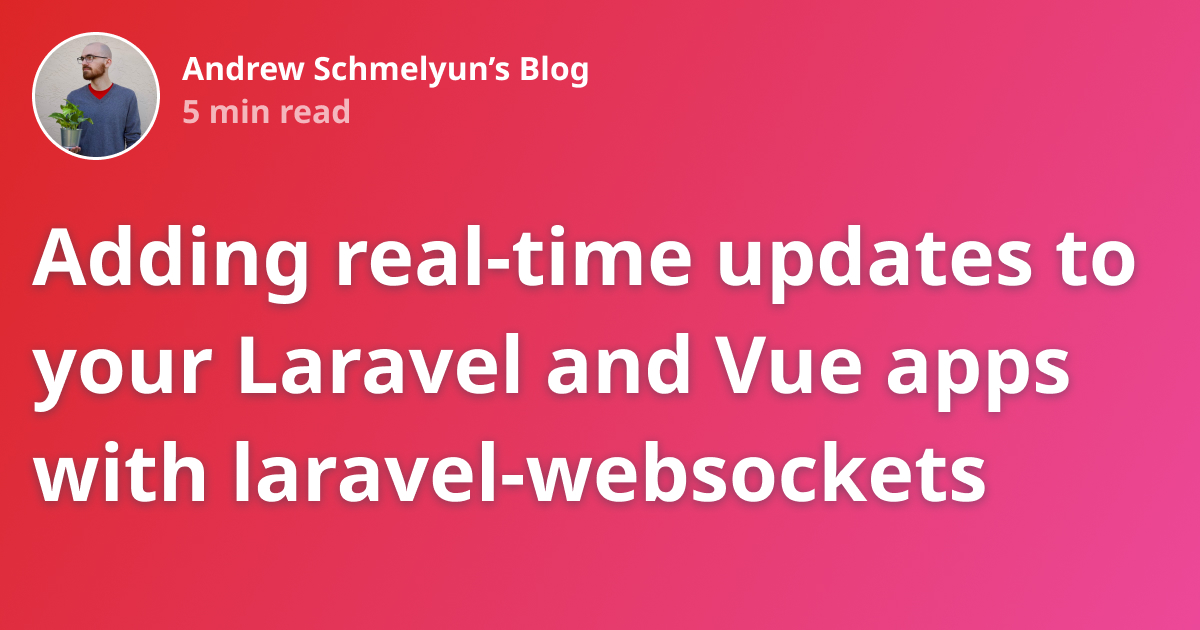 Andrew Schmelyun’s Blog
5 min read
Adding real-time updates to
your Laravel and Vue apps
with laravel-websockets